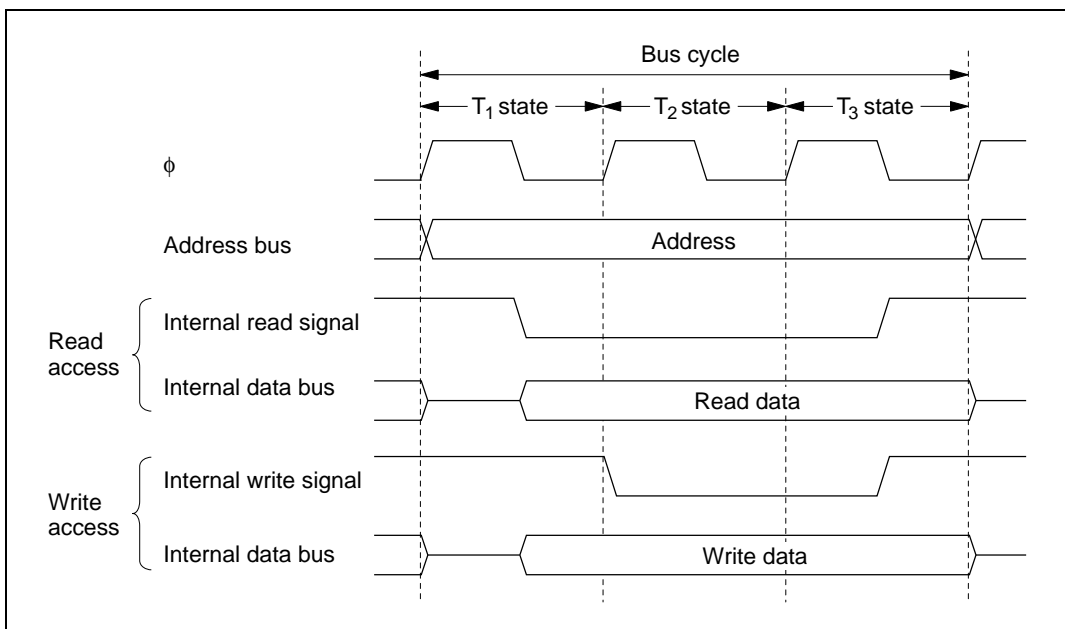 Bus cycle
T₁ state
T₂ state
T₃ state
ϕ
Address bus
Address
Read
access
Internal read signal
Internal data bus
Read data
Write
access
Internal write signal
Internal data bus
Write data